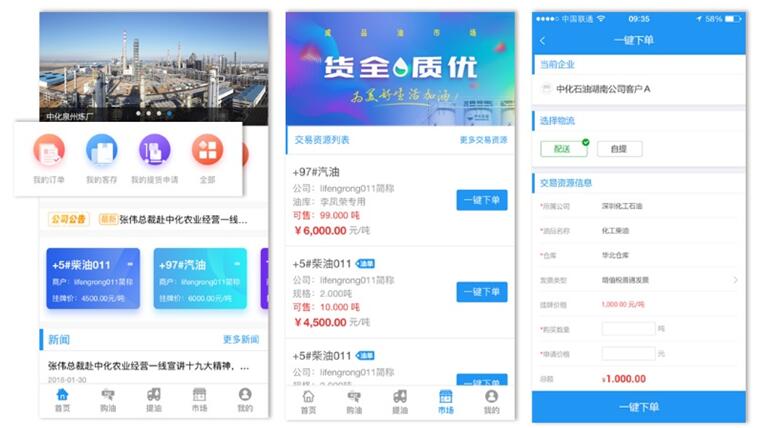 中化泉州炼厂
我的订单
我的客存
我的提货申请
全部
公司公告 最新 张伟总裁赴中化农业经营一线...
+5#柴油011
商户：lifengrong011简称
挂牌价：4500.00元/吨
+97#汽油
商户：lifengrong011简称
挂牌价：6000.00元/吨
新闻 更多新闻
张伟总裁赴中化农业经营一线宣讲十九大精神，...
2018-01-30
首页 购油 提油 市场 我的
成品油市场
货全质优
为美好生活加油！
交易资源列表 更多交易资源
+97#汽油
公司：lifengrong011简称
油库：李凤荣专用
可售：99.000 吨
￥6,000.00 元/吨
一键下单
+5#柴油011 油单
公司：lifengrong011简称
规格：2.000吨
可售：10.000 吨
￥4,500.00 元/吨
一键下单
+5#柴油011 油单
公司：lifengrong011简称
规格：2.000吨
一键下单
首页 购油 提油 市场 我的
中国联通 09:35 58%
一键下单
当前企业
中化石油湖南公司客户A
选择物流
配送 自提
交易资源信息
*所属公司 深圳化工石油
*油品名称 化工柴油
*仓库 华北仓库
发票类型 增值税普通发票
挂牌价格 1,000.00 元/吨
*购买数量 吨
*申请价格 元
总额 ¥1,000.00
一键下单